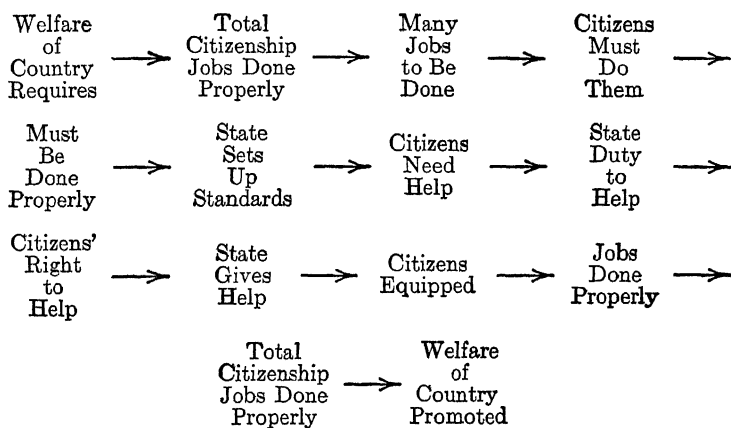 Welfare
of
Country
Requires
Total
Citizenship
Jobs Done
Properly
Many
Jobs
to Be
Done
Citizens
Must
Do
Them
Must
Be
Done
Properly
State
Sets
Up
Standards
Citizens
Need
Help
State
Duty
to
Help
Citizens'
Right
to
Help
State
Gives
Help
Citizens
Equipped
Jobs
Done
Properly
Total
Citizenship
Jobs Done
Properly
Welfare
of
Country
Promoted